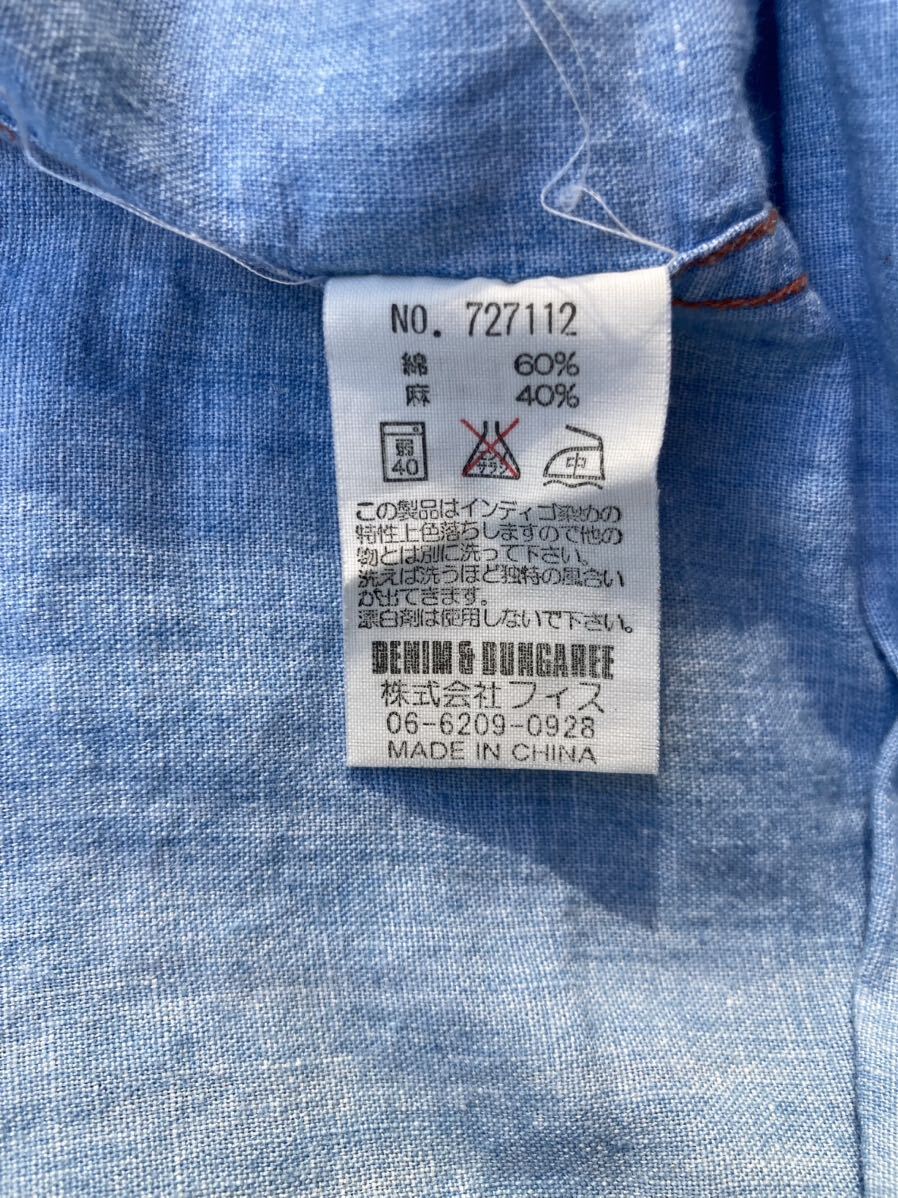 NO. 727112
綿 60%
麻 40%
弱 40 エンソサラシ 中
この製品はインディゴ染めの
特性上色落ちしますので他の
物とは別に洗って下さい。
洗えば洗うほど独特の風合い
が出てきます。
漂白剤は使用しないで下さい。
DENIM & DUNGAREE
株式会社フィス
06-6209-0928
MADE IN CHINA